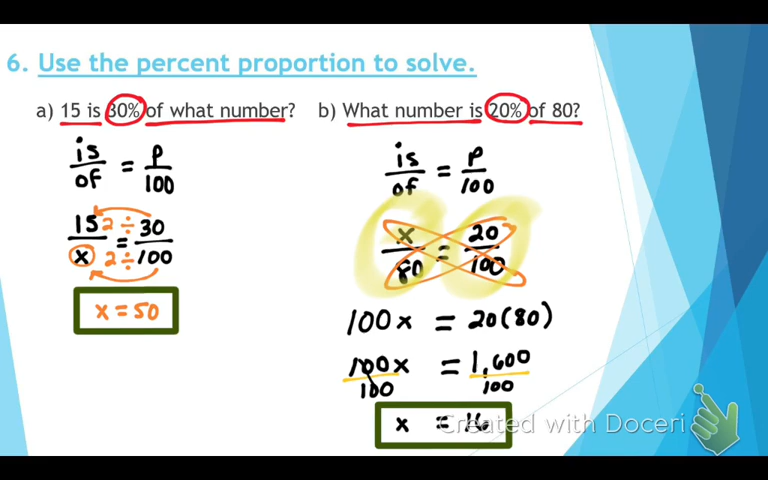 6. Use the percent proportion to solve.
a) 15 is 30% of what number?
is/of = P/100
15/x = 30/100
2 ÷
2 ÷
x = 50
b) What number is 20% of 80?
is/of = P/100
x/80 = 20/100
100x = 20(80)
100x/100 = 1,600/100
x = 16
Created with Doceri